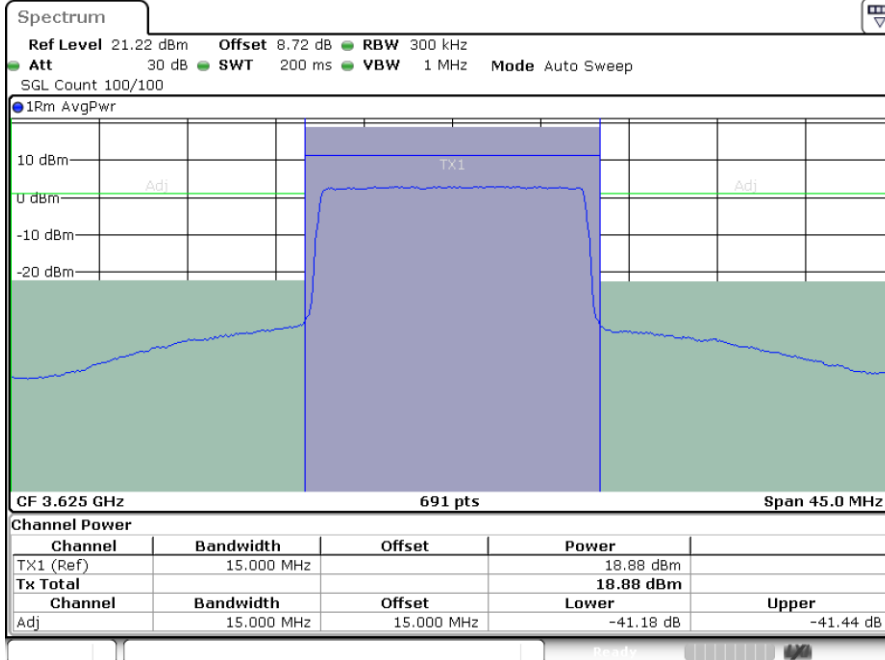 Spectrum
Ref Level 21.22 dBm Offset 8.72 dB RBW 300 kHz
Att 30 dB SWT 200 ms VBW 1 MHz Mode Auto Sweep
SGL Count 100/100
1Rm AvgPwr
10 dBm
TX1
Adj Adj
0 dBm
-10 dBm
-20 dBm
CF 3.625 GHz 691 pts Span 45.0 MHz
Channel Power
Channel Bandwidth Offset Power
TX1 (Ref) 15.000 MHz 18.88 dBm
Tx Total 18.88 dBm
Channel Bandwidth Offset Lower Upper
Adj 15.000 MHz 15.000 MHz -41.18 dB -41.44 dB
Ready